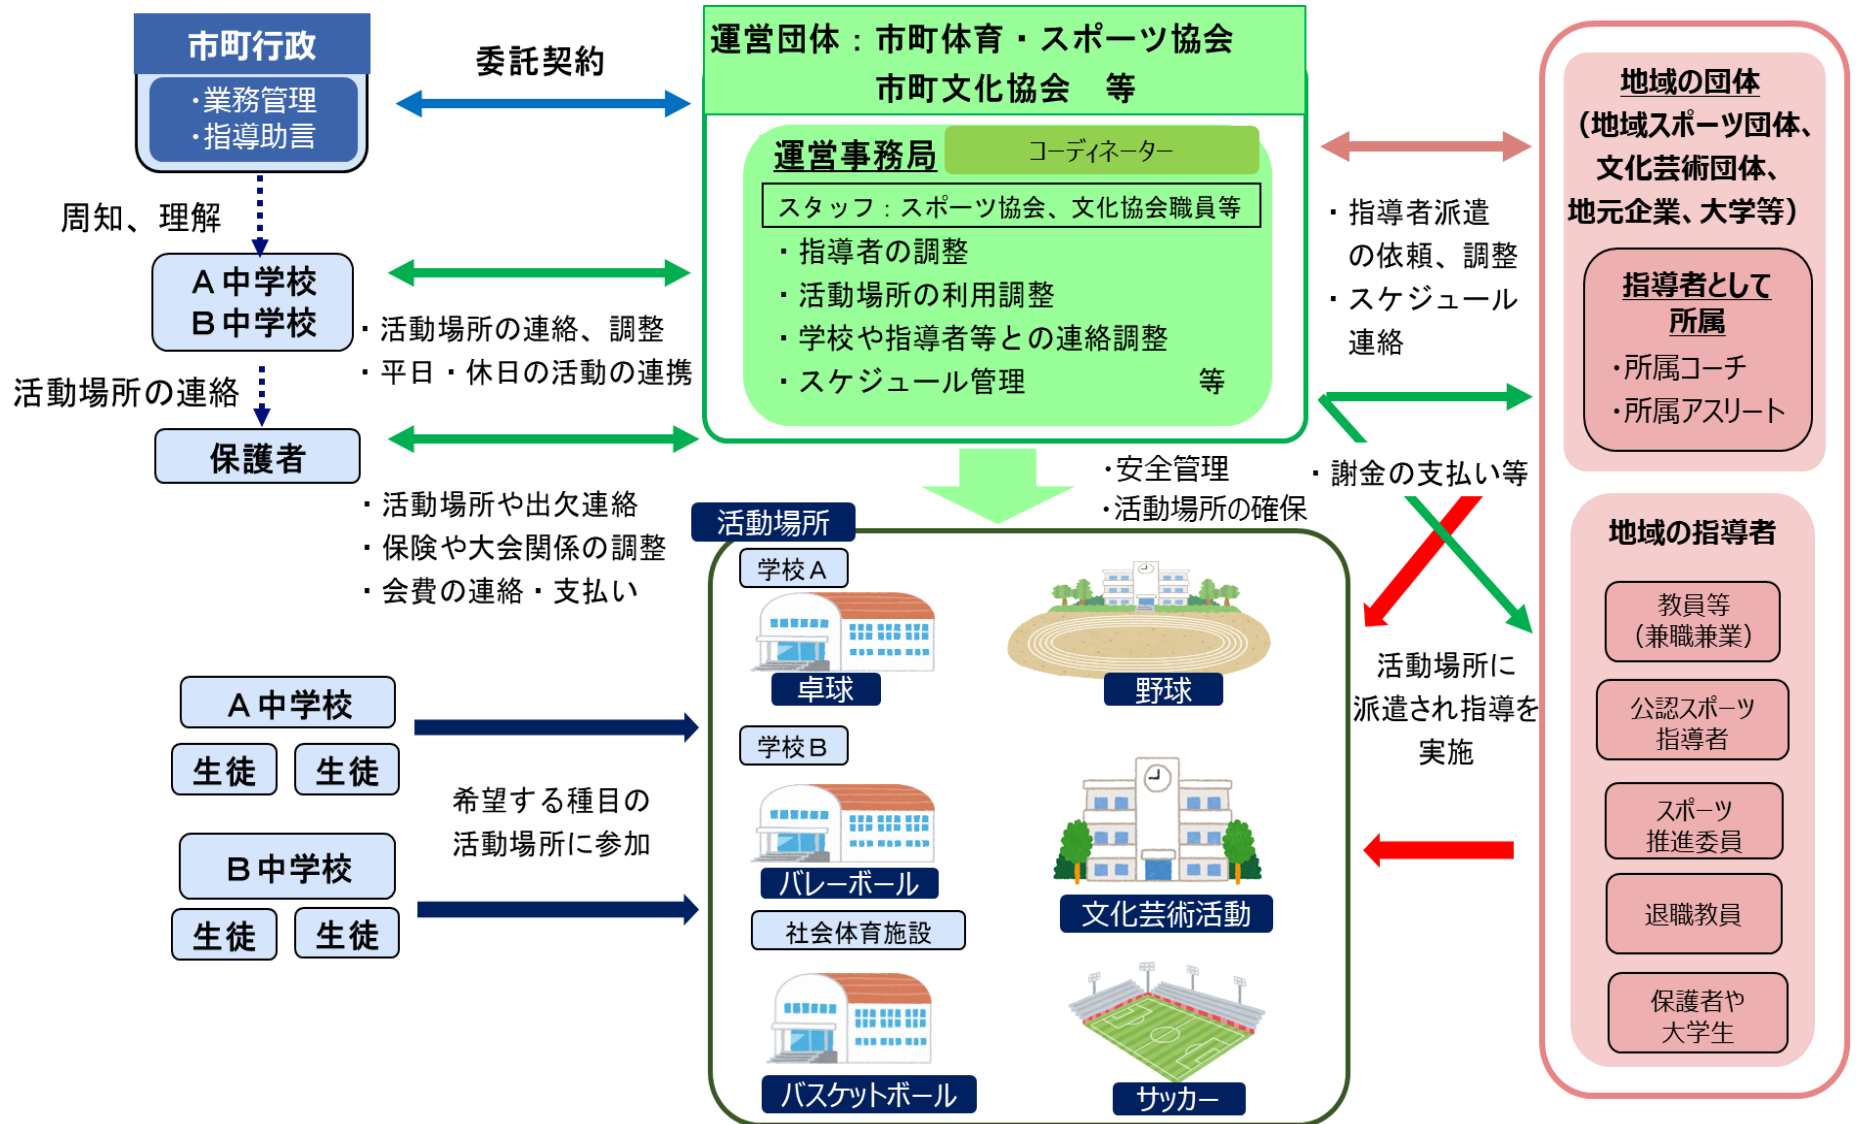 市町行政
・業務管理
・指導助言
委託契約
運営団体：市町体育・スポーツ協会
市町文化協会　等
運営事務局
コーディネーター
スタッフ：スポーツ協会、文化協会職員等
・指導者の調整
・活動場所の利用調整
・学校や指導者等との連絡調整
・スケジュール管理　等
周知、理解
Ａ中学校
Ｂ中学校
・活動場所の連絡、調整
・平日・休日の活動の連携
活動場所の連絡
保護者
・活動場所や出欠連絡
・保険や大会関係の調整
・会費の連絡・支払い
・指導者派遣
の依頼、調整
・スケジュール
連絡
地域の団体
（地域スポーツ団体、
文化芸術団体、
地元企業、大学等）
指導者として
所属
・所属コーチ
・所属アスリート
・謝金の支払い等
・安全管理
・活動場所の確保
活動場所
学校Ａ
卓球
野球
学校Ｂ
バレーボール
文化芸術活動
社会体育施設
バスケットボール
サッカー
Ａ中学校
生徒
生徒
希望する種目の
活動場所に参加
Ｂ中学校
生徒
生徒
活動場所に
派遣され指導を
実施
地域の指導者
教員等
（兼職兼業）
公認スポーツ
指導者
スポーツ
推進委員
退職教員
保護者や
大学生